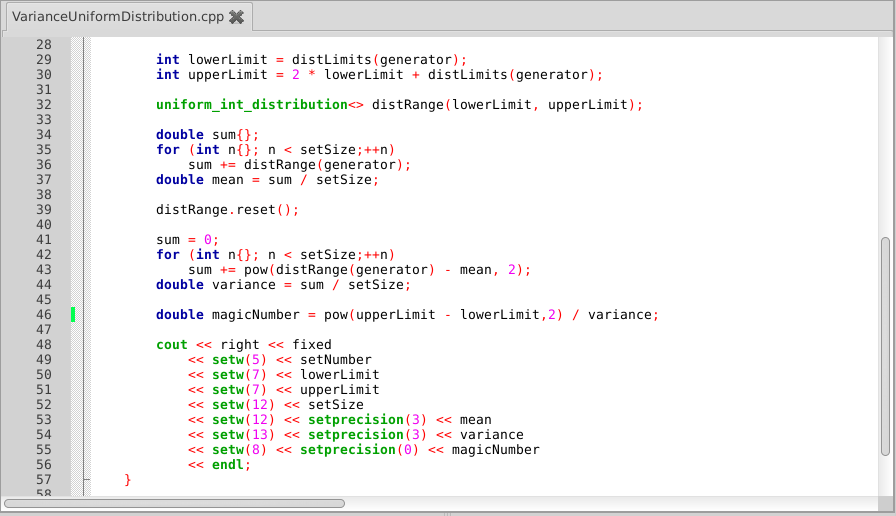 VarianceUniformDistribution.cpp
28
29 int lowerLimit = distLimits(generator);
30 int upperLimit = 2 * lowerLimit + distLimits(generator);
31
32 uniform_int_distribution<> distRange(lowerLimit, upperLimit);
33
34 double sum{};
35 for (int n{}; n < setSize;++n)
36 sum += distRange(generator);
37 double mean = sum / setSize;
38
39 distRange.reset();
40
41 sum = 0;
42 for (int n{}; n < setSize;++n)
43 sum += pow(distRange(generator) - mean, 2);
44 double variance = sum / setSize;
45
46 double magicNumber = pow(upperLimit - lowerLimit,2) / variance;
47
48 cout << right << fixed
49 << setw(5) << setNumber
50 << setw(7) << lowerLimit
51 << setw(7) << upperLimit
52 << setw(12) << setSize
53 << setw(12) << setprecision(3) << mean
54 << setw(13) << setprecision(3) << variance
55 << setw(8) << setprecision(0) << magicNumber
56 << endl;
57 }
58